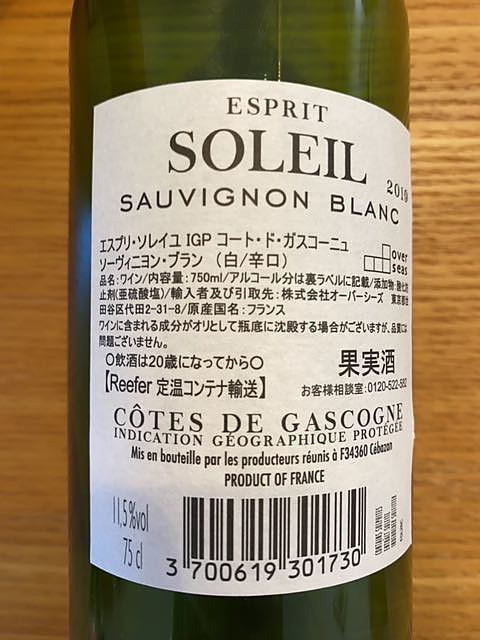 ESPRIT
SOLEIL
SAUVIGNON BLANC
エスプリ・ソレイユ IGP コート・ド・ガスコーニュ
ソーヴィニヨン・ブラン (白/辛口)
over
seas
品名:ワイン/内容量:750ml/アルコール分は裏ラベルに記載/添加物:酸化防
止剤(亜硫酸塩)/輸入者及び引取先:株式会社オーバーシーズ 東京都世
田谷区代田2-31-8/原産国名:フランス
ワインに含まれる成分がオリとして瓶底に沈殿する場合がございますが、品質には
問題ございません。
〇飲酒は20歳になってから〇
【Reefer 定温コンテナ輸送】
果実酒
お客様相談室:0120-522-582
CÔTES DE GASCOGNE
INDICATION GÉOGRAPHIQUE PROTÉGÉE
Mis en bouteille par les producteurs réunis à F34360 Cébazan
PRODUCT OF FRANCE
11,5%vol
75 cl
3 700619 301730
CONTAINS SULPHITES